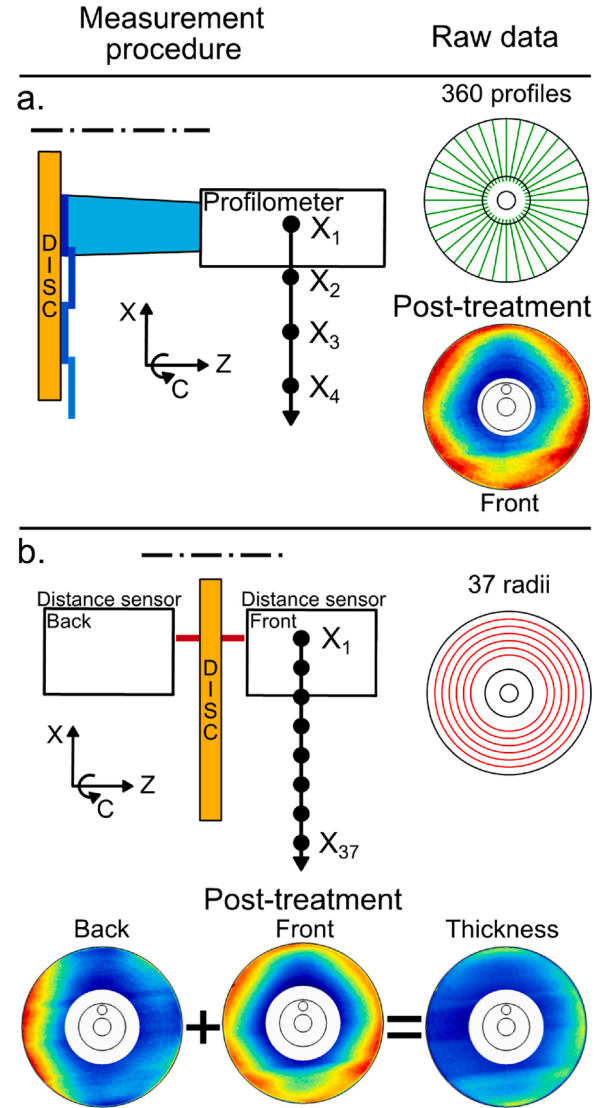 Measurement
procedure
Raw data
a.
360 profiles
Profilometer
DISC
X1
X2
X3
X4
X
Z
C
Post-treatment
Front
b.
Distance sensor
Back
Distance sensor
Front
37 radii
X1
DISC
X
Z
C
X37
Post-treatment
Back
Front
Thickness
+
=